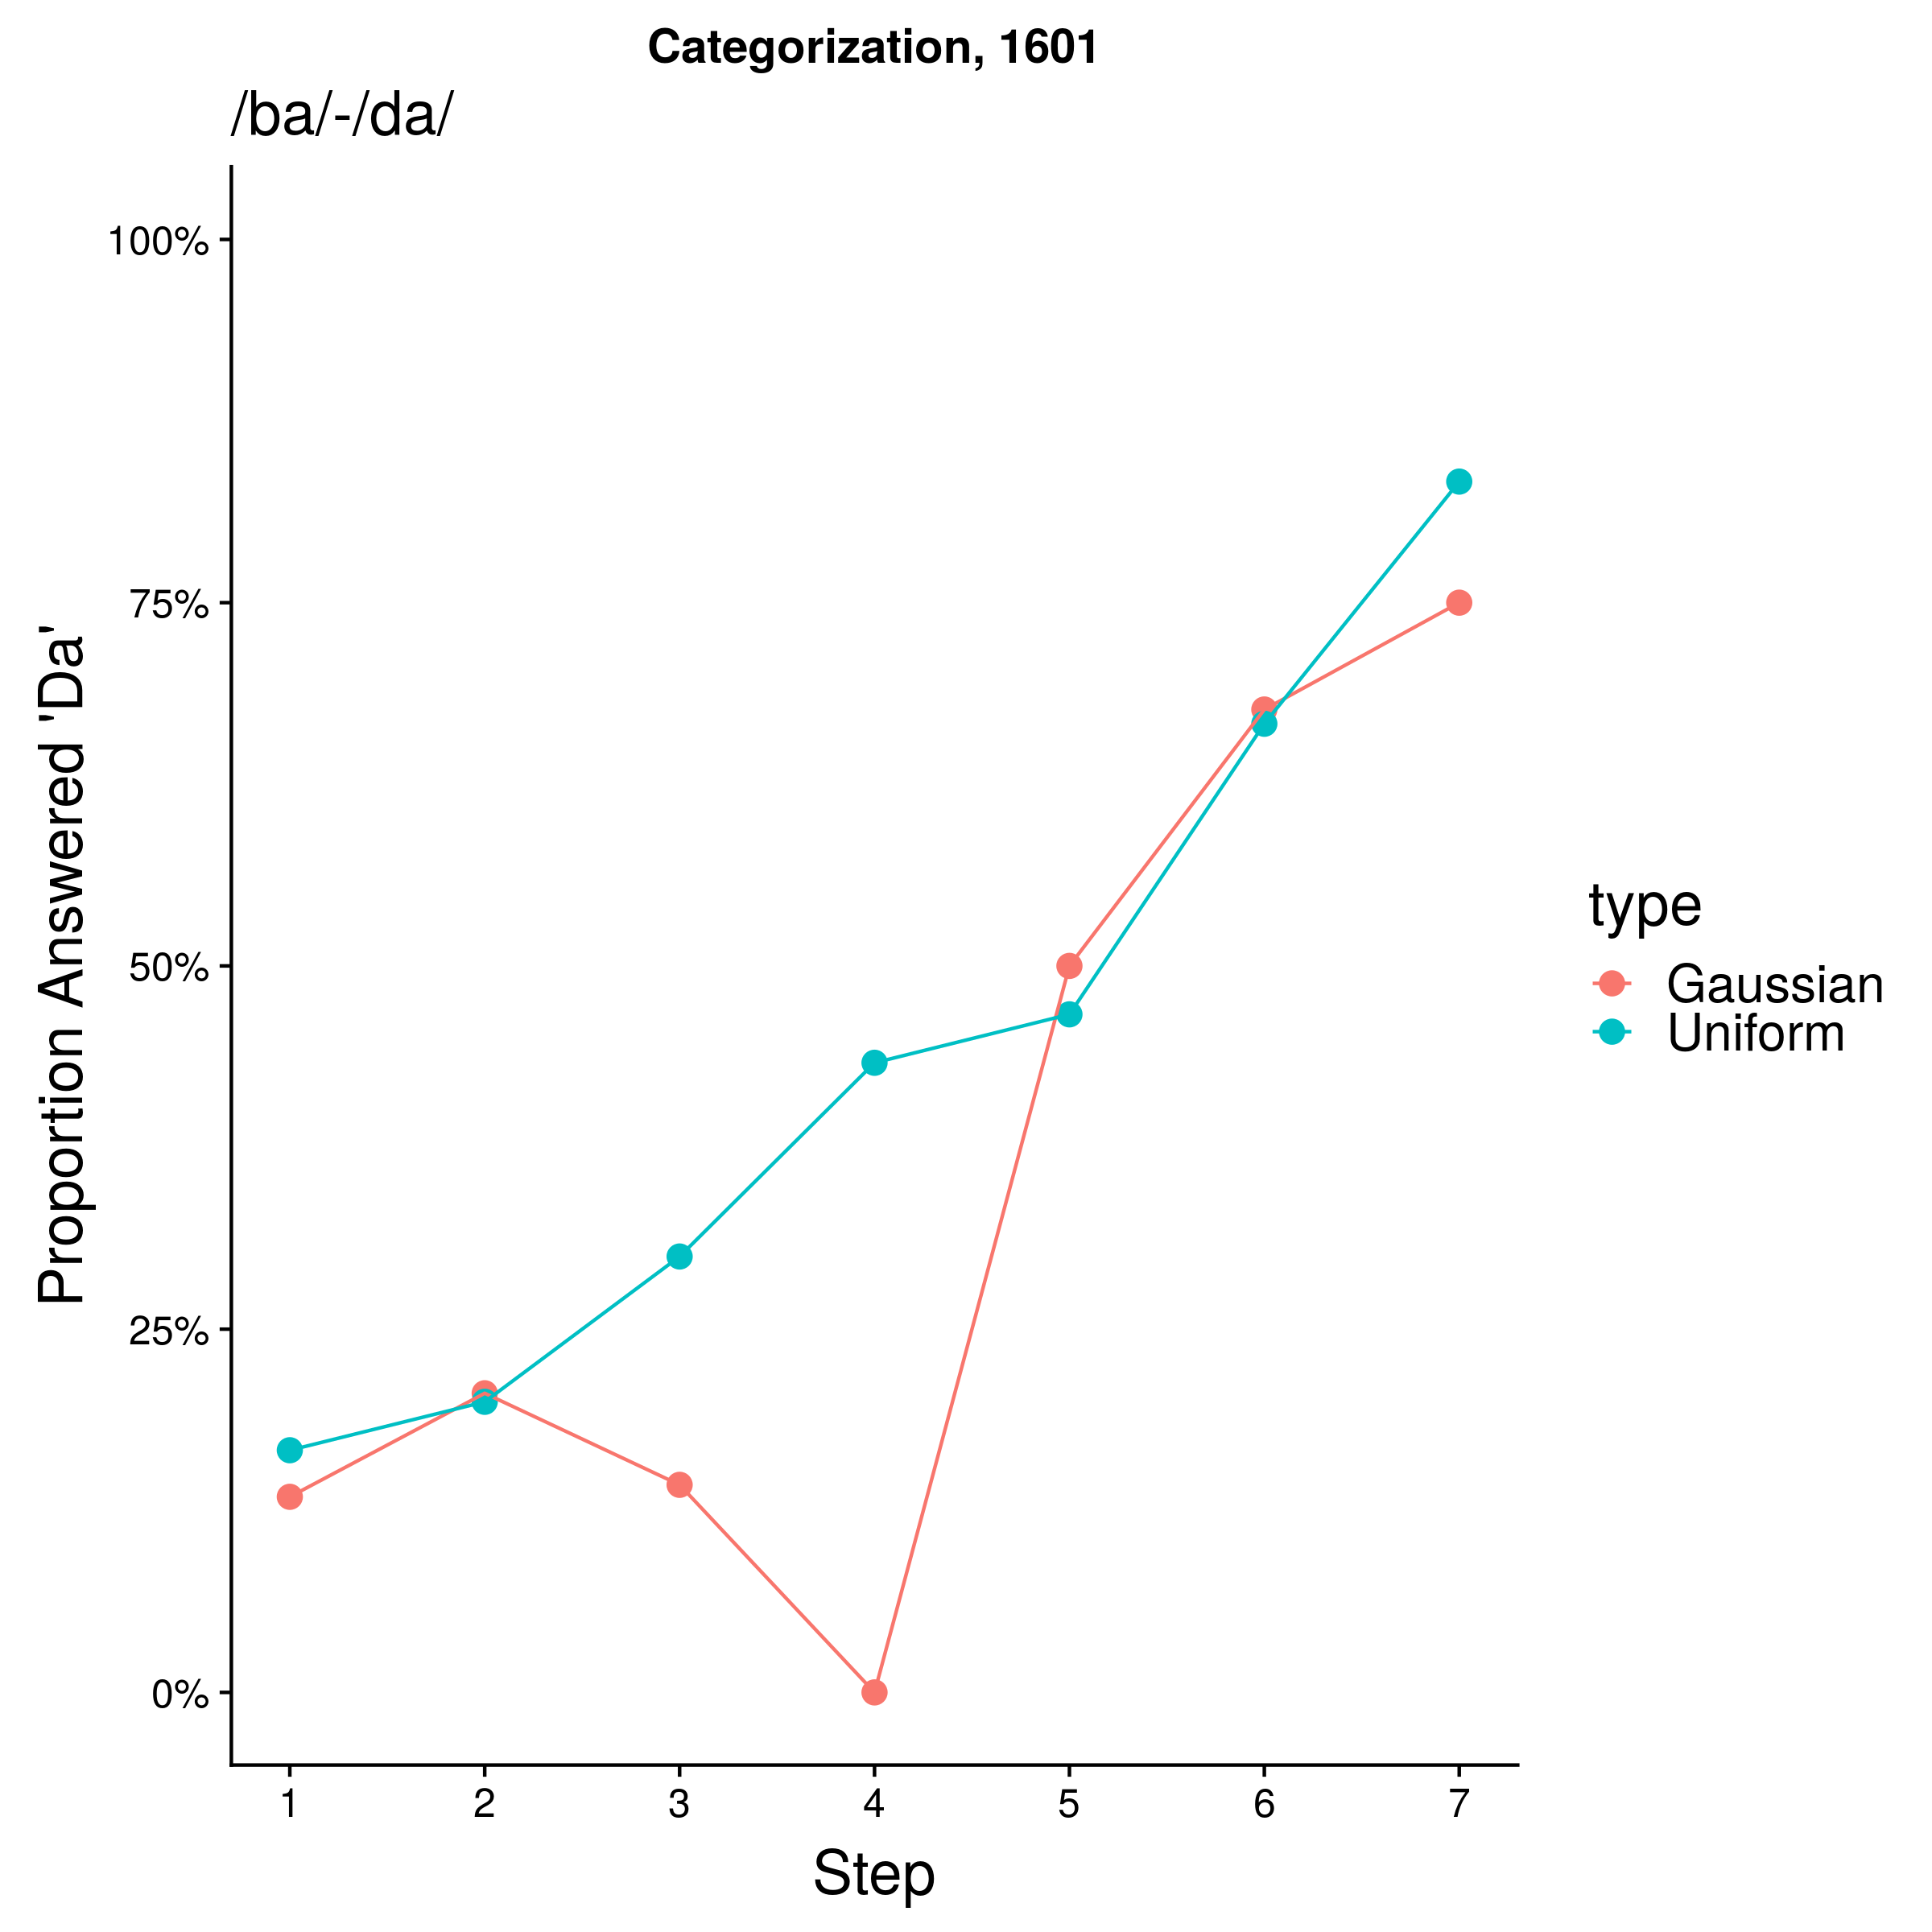 Categorization, 1601
/ba/-/da/
Proportion Answered 'Da'
100%
75%
50%
25%
0%
1 2 3 4 5 6 7
Step
type
Gaussian
Uniform